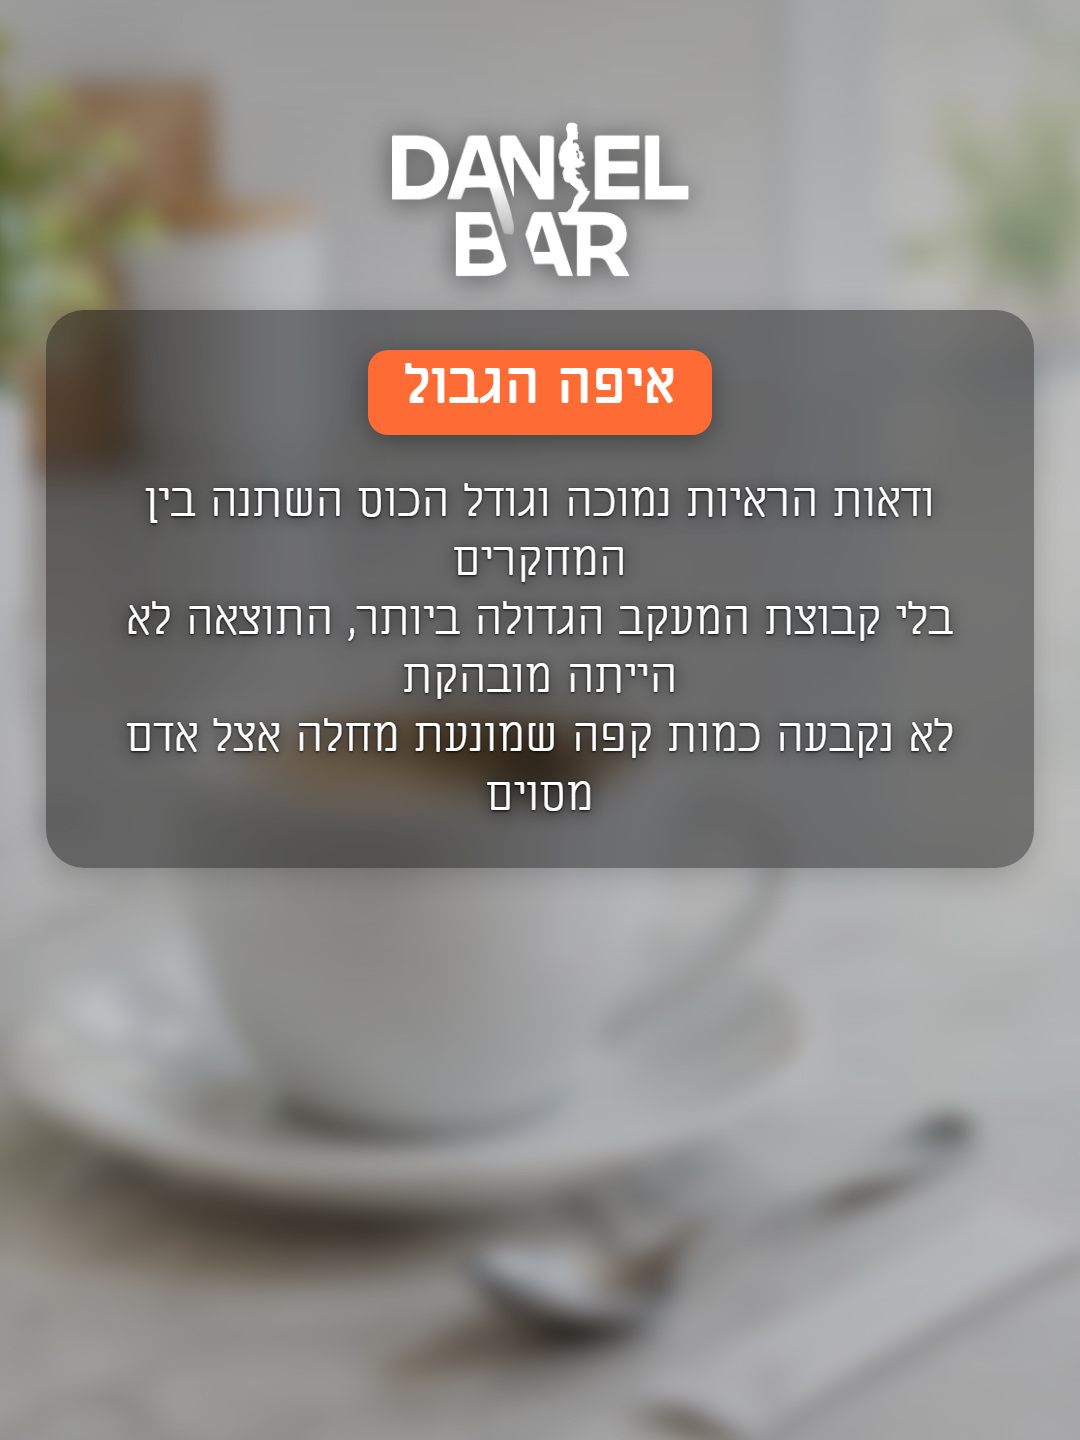 DANIEL
BAR
איפה הגבול
ודאות הראיות נמוכה וגודל הכוס השתנה בין
המחקרים
בלי קבוצת המעקב הגדולה ביותר, התוצאה לא
הייתה מובהקת
לא נקבעה כמות קפה שמונעת מחלה אצל אדם
מסוים